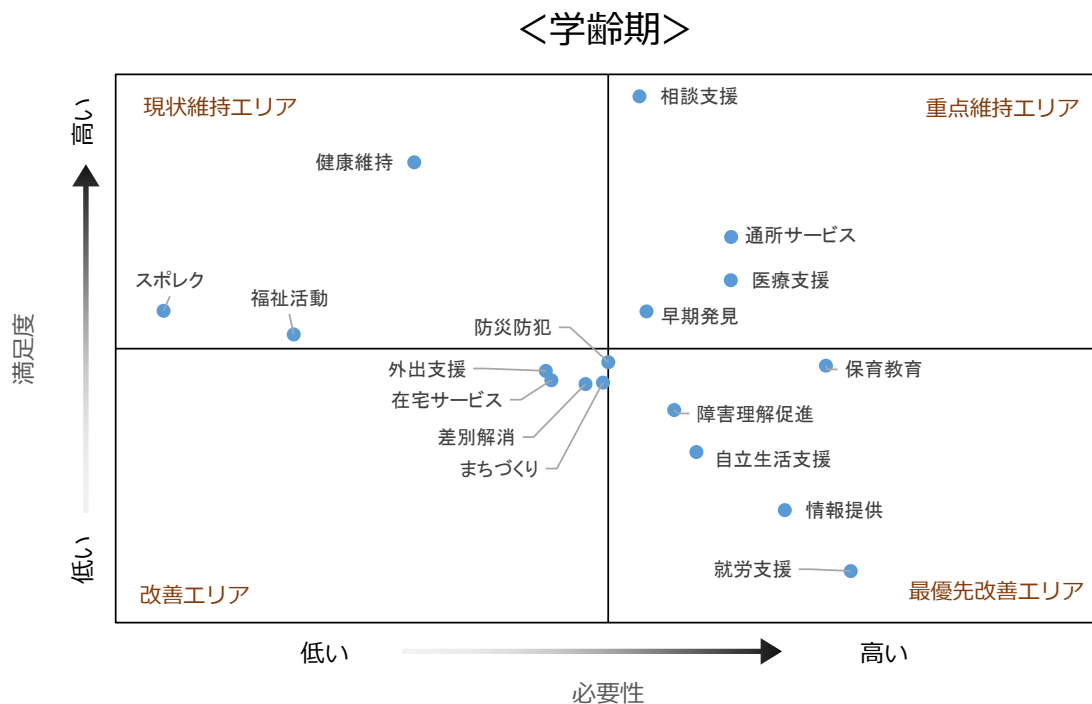 ＜学齢期＞
現状維持エリア
重点維持エリア
相談支援
健康維持
通所サービス
医療支援
スポレク
福祉活動
早期発見
防災防犯
外出支援
保育教育
在宅サービス
障害理解促進
差別解消
自立生活支援
まちづくり
情報提供
就労支援
改善エリア
最優先改善エリア
高い
満足度
低い
低い
高い
必要性